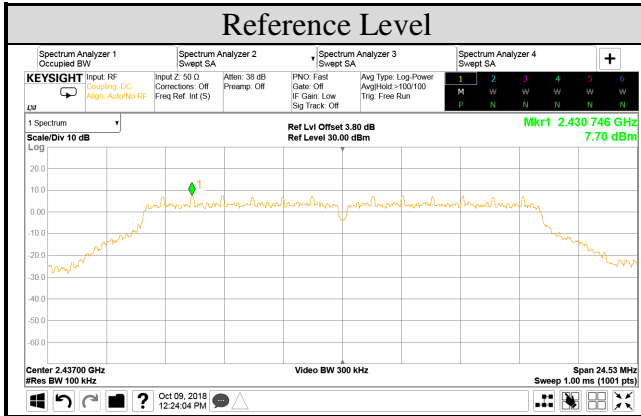 Reference Level
Spectrum Analyzer 1
Occupied BW
Spectrum Analyzer 2
Swept SA
Spectrum Analyzer 3
Swept SA
Spectrum Analyzer 4
Swept SA
KEYSIGHT
Input: RF
Coupling: DC
Align: Auto/No RF
Input Z: 50 Ω
Corrections: Off
Freq Ref: Int (S)
Atten: 38 dB
Preamp: Off
PNO: Fast
Gate: Off
IF Gain: Low
Sig Track: Off
Avg Type: Log-Power
Avg|Hold:>100/100
Trig: Free Run
1 2 3 4 5 6
M W W W W W
P N N N N N
LXI
1 Spectrum
Scale/Div 10 dB
Ref Lvl Offset 3.80 dB
Ref Level 30.00 dBm
Mkr1 2.430 746 GHz
7.70 dBm
Log
20.0
10.0
0.00
-10.0
-20.0
-30.0
-40.0
-50.0
-60.0
1
Center 2.43700 GHz
#Res BW 100 kHz
Video BW 300 kHz
Span 24.53 MHz
Sweep 1.00 ms (1001 pts)
Oct 09, 2018
12:24:04 PM